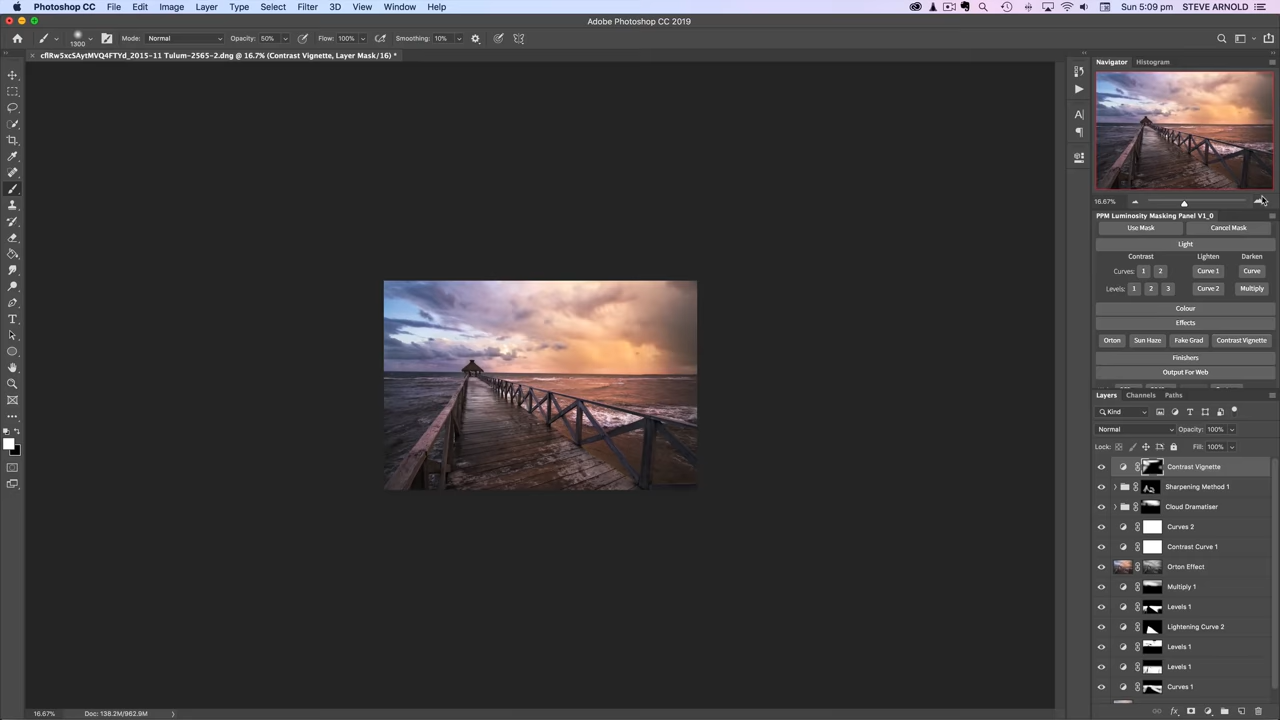 Photoshop CC File Edit Image Layer Type Select Filter 3D View Window Help Sun 5:09 pm STEVE ARNOLD
Adobe Photoshop CC 2019
1300 Mode: Normal Opacity: 50% Flow: 100% Smoothing: 10%
cflRw5xcSAytMVQ4FTYd_2015-11 Tulum-2565-2.dng @ 16.7% (Contrast Vignette, Layer Mask/16) *
Navigator Histogram
16.67%
PPM Luminosity Masking Panel V1_0
Use Mask Cancel Mask
Light
Contrast Lighten Darken
Curves: 1 2 Curve 1 Curve
Levels: 1 2 3 Curve 2 Multiply
Colour
Effects
Orton Sun Haze Fake Grad Contrast Vignette
Finishers
Output For Web
Layers Channels Paths
Kind
Normal Opacity: 100%
Lock: Fill: 100%
Contrast Vignette
Sharpening Method 1
Cloud Dramatiser
Curves 2
Contrast Curve 1
Orton Effect
Multiply 1
Levels 1
Lightening Curve 2
Levels 1
Levels 1
Curves 1
16.67% Doc: 138.2M/962.9M